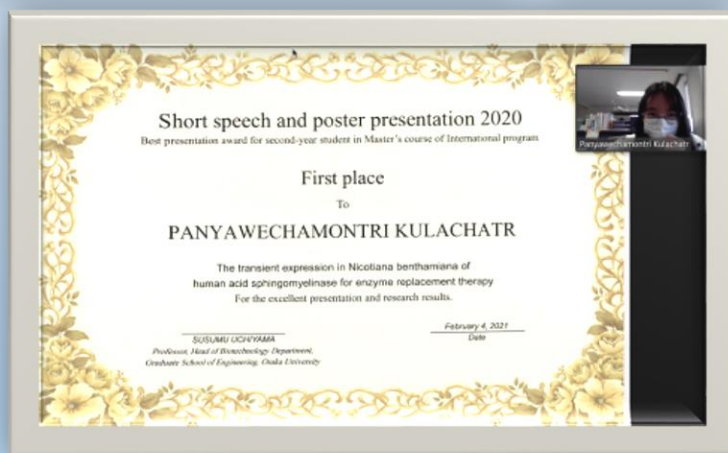 Short speech and poster presentation 2020
Best presentation award for second-year student in Master's course of International program
First place
To
PANYAWECHAMONTRI KULACHATR
The transient expression in Nicotiana benthamiana of
human acid sphingomyelinase for enzyme replacement therapy
For the excellent presentation and research results.
February 4, 2021
Date
SUSUMU UCHIYAMA
Professor, Head of Biotechnology Department,
Graduate School of Engineering, Osaka University
Panyawechamontri Kulachatr